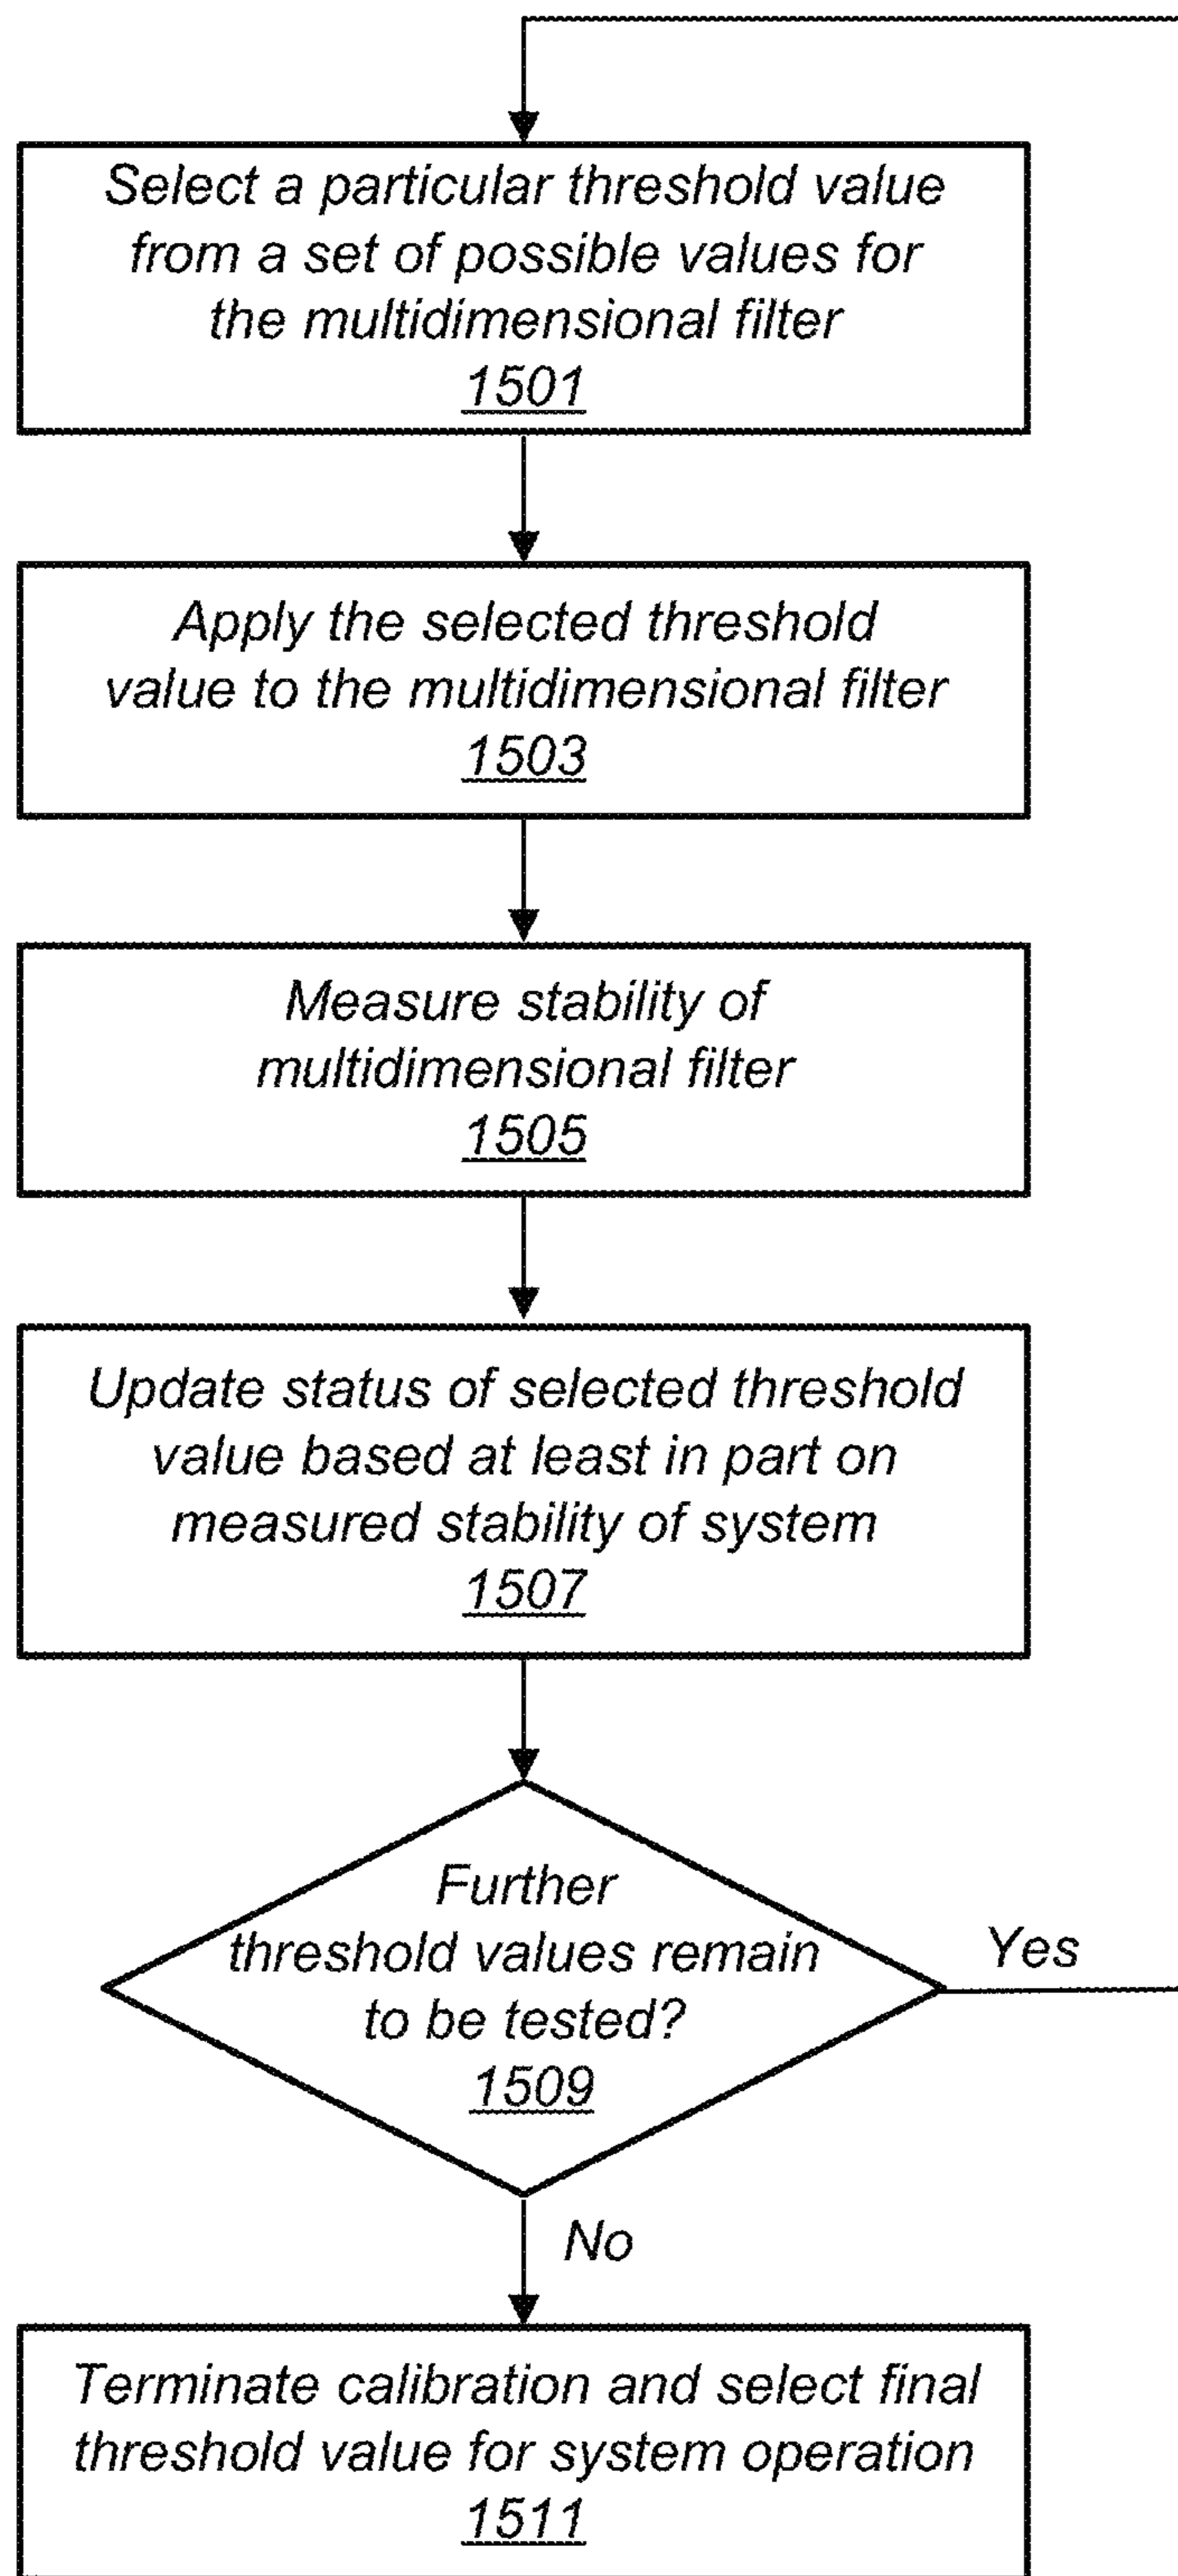 Select a particular threshold value
from a set of possible values for
the multidimensional filter
1501
Apply the selected threshold
value to the multidimensional filter
1503
Measure stability of
multidimensional filter
1505
Update status of selected threshold
value based at least in part on
measured stability of system
1507
Further
threshold values remain
to be tested?
1509
Yes
No
Terminate calibration and select final
threshold value for system operation
1511